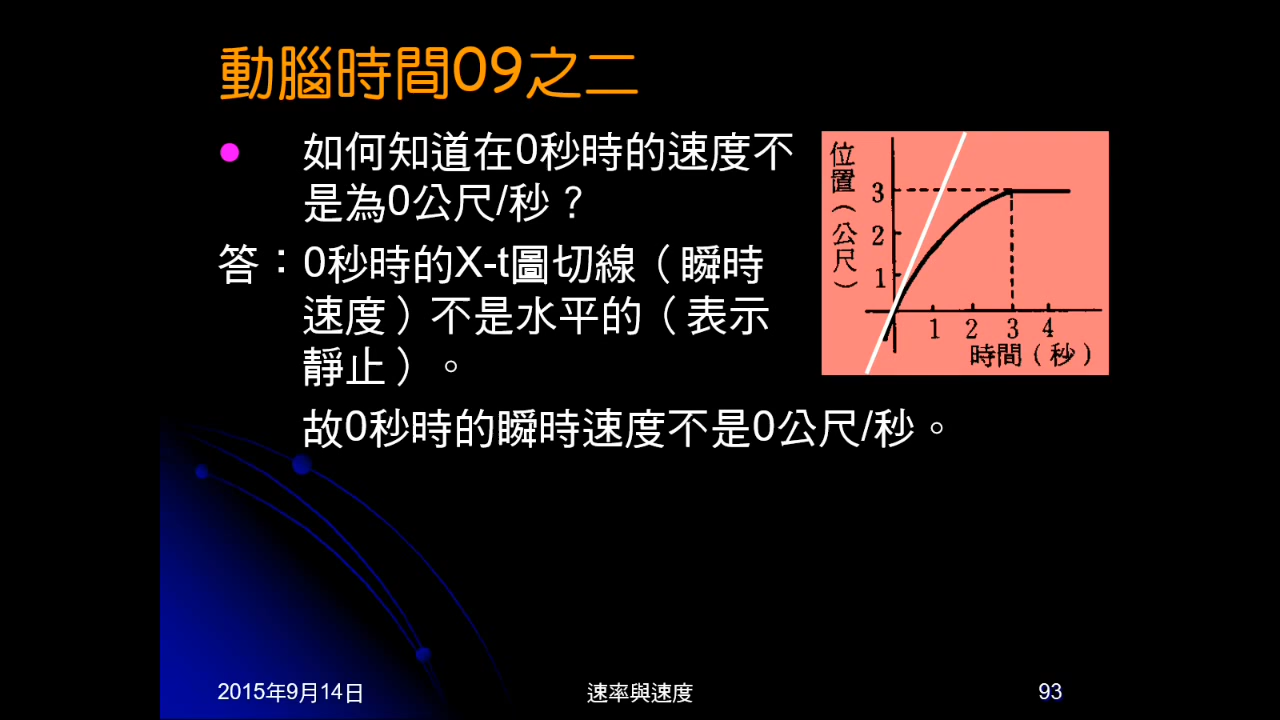 動腦時間09之二
如何知道在0秒時的速度不
是為0公尺/秒？
答：0秒時的X-t圖切線（瞬時
速度）不是水平的（表示
靜止）。
故0秒時的瞬時速度不是0公尺/秒。
位置（公尺）
3
2
1
1 2 3 4
時間（秒）
2015年9月14日
速率與速度
93